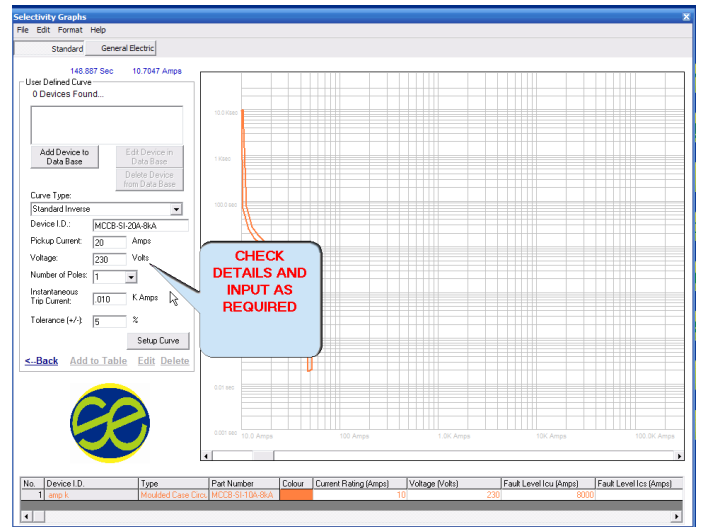 Selectivity Graphs
File Edit Format Help
Standard General Electric
148.887 Sec 10.7047 Amps
User Defined Curve
0 Devices Found...
Add Device to Data Base
Edit Device in Data Base
Delete Device from Data Base
Curve Type:
Standard Inverse
Device I.D.: MCCB-SI-20A-8kA
Pickup Current: 20 Amps
Voltage: 230 Volts
Number of Poles: 1
Instantaneous Trip Current: .010 K Amps
Tolerance (+/-): 5 %
Setup Curve
<--Back Add to Table Edit Delete
CHECK
DETAILS AND
INPUT AS
REQUIRED
100.0 sec
0.01 sec
0.001 sec 10.0 Amps 100 Amps 1.0K Amps 10K Amps 100.0K Amps
No. Device I.D. Type Part Number Colour Current Rating (Amps) Voltage (Volts) Fault Level Icu (Amps) Fault Level Ics (Amps)
1 amp k Moulded Case Circu MCCB-SI-10A-8kA 10 230 8000